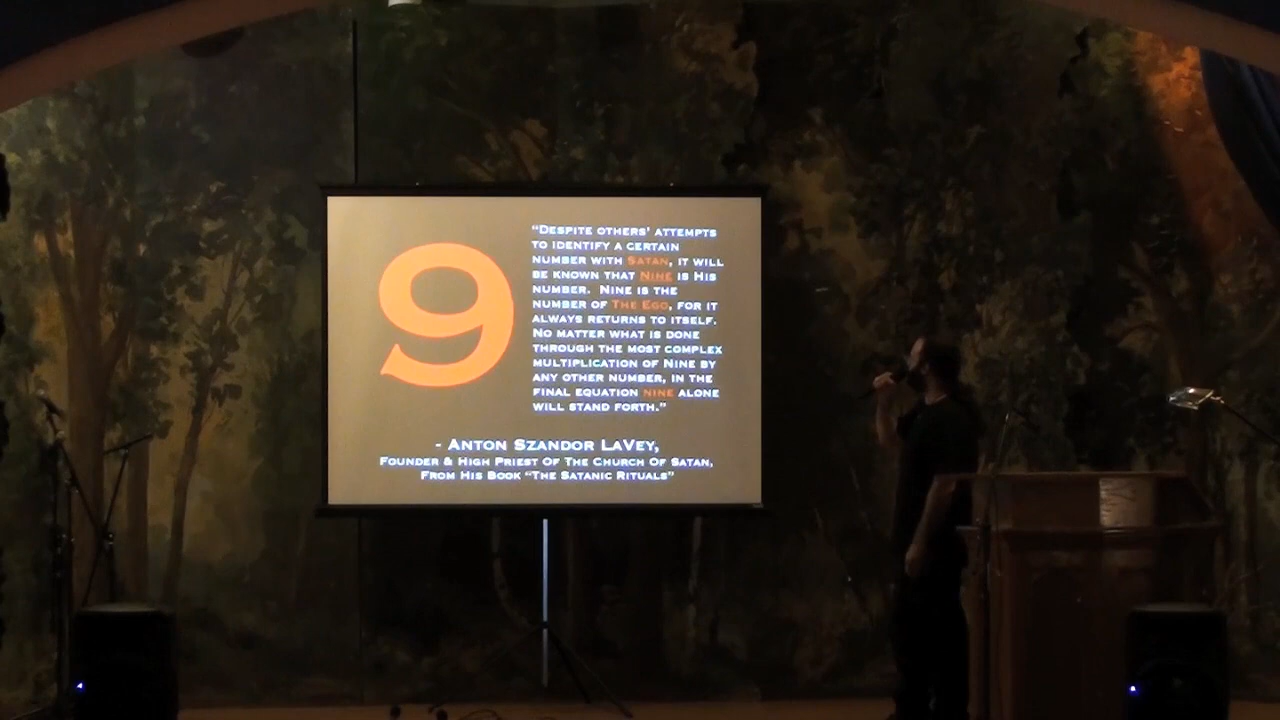 9
“Despite others' attempts
to identify a certain
number with Satan, it will
be known that Nine is His
number.  Nine is the
number of The Ego, for it
always returns to itself.
No matter what is done
through the most complex
multiplication of Nine by
any other number, in the
final equation nine alone
will stand forth.”
- Anton Szandor LaVey,
Founder & High Priest Of The Church Of Satan,
From His Book “The Satanic Rituals”